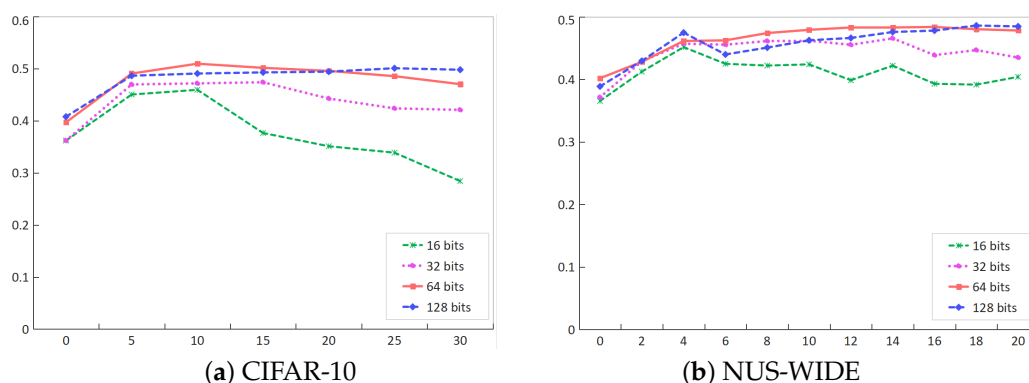 0.6
0.5
0.4
0.3
0.2
0.1
0
0 5 10 15 20 25 30
16 bits
32 bits
64 bits
128 bits
(a) CIFAR-10
0.5
0.4
0.3
0.2
0.1
0
0 2 4 6 8 10 12 14 16 18 20
16 bits
32 bits
64 bits
128 bits
(b) NUS-WIDE